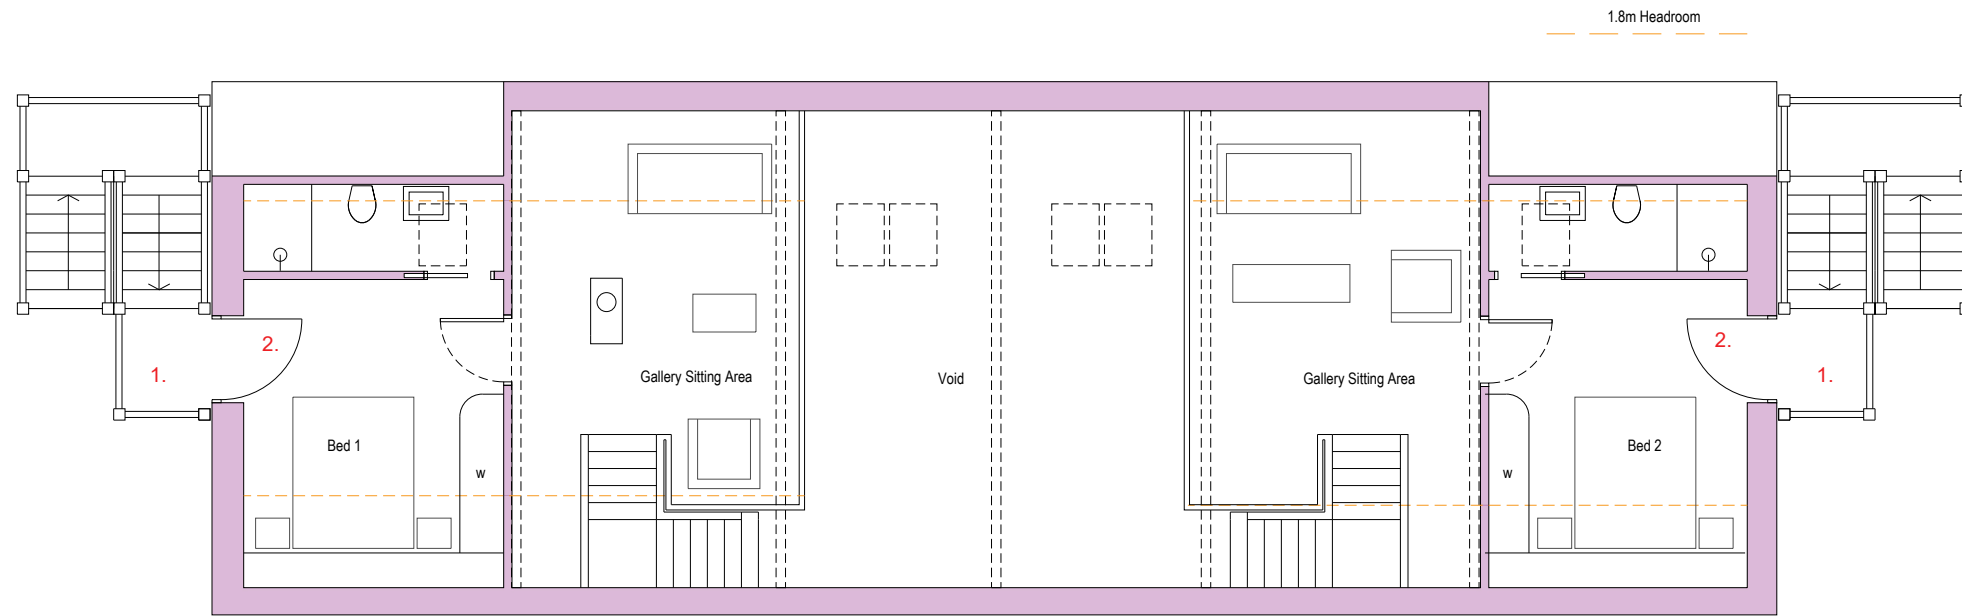 1.8m Headroom
2.
2.
1.
Gallery Sitting Area
Void
Gallery Sitting Area
1.
Bed 1
Bed 2
w
w